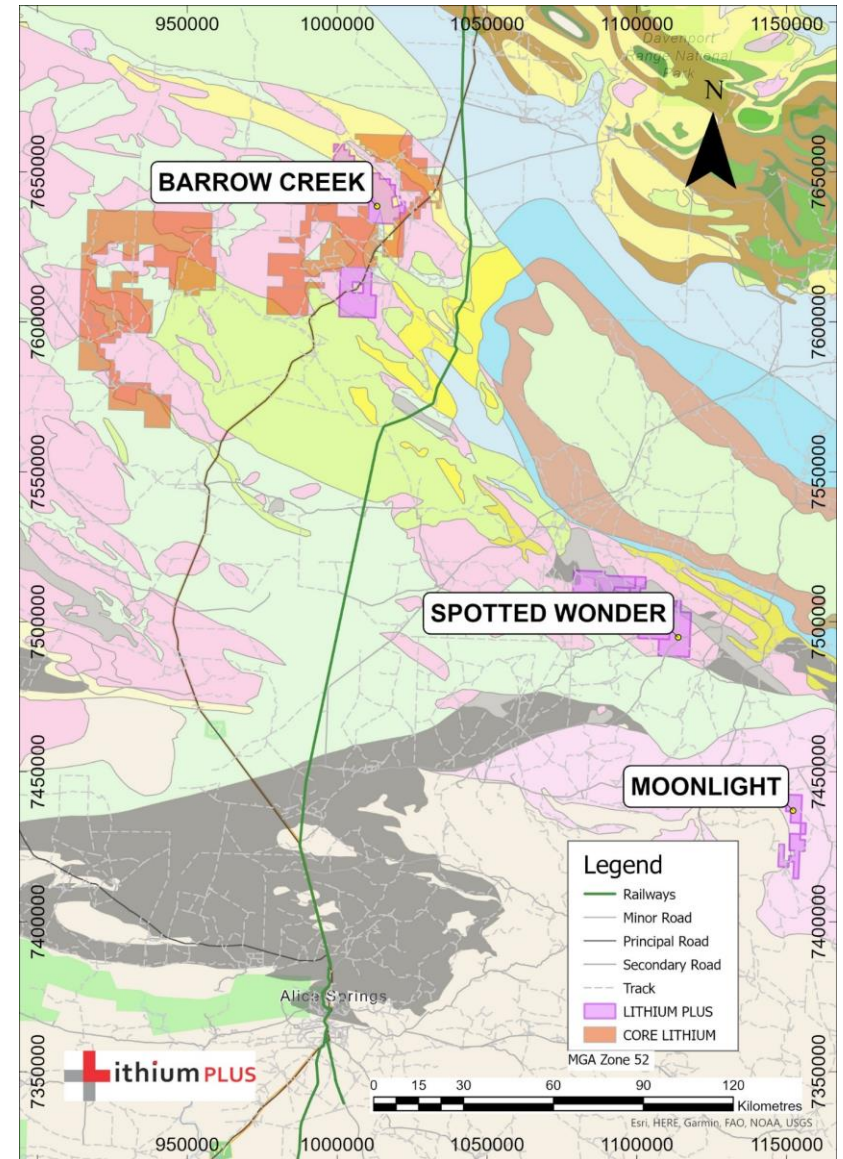 950000 1000000 1050000 1100000 1150000
Davenport
Range National
Park
N
7650000
7650000
BARROW CREEK
7600000
7600000
7550000
7550000
SPOTTED WONDER
7500000
7500000
7450000
7450000
MOONLIGHT
Legend
Railways
Minor Road
Principal Road
Secondary Road
Track
LITHIUM PLUS
CORE LITHIUM
7400000
7400000
Alice Springs
MGA Zone 52
7350000
7350000
Lithium PLUS
0 15 30 60 90 120
Kilometres
Esri, HERE, Garmin, FAO, NOAA, USGS
950000 1000000 1050000 1100000 1150000